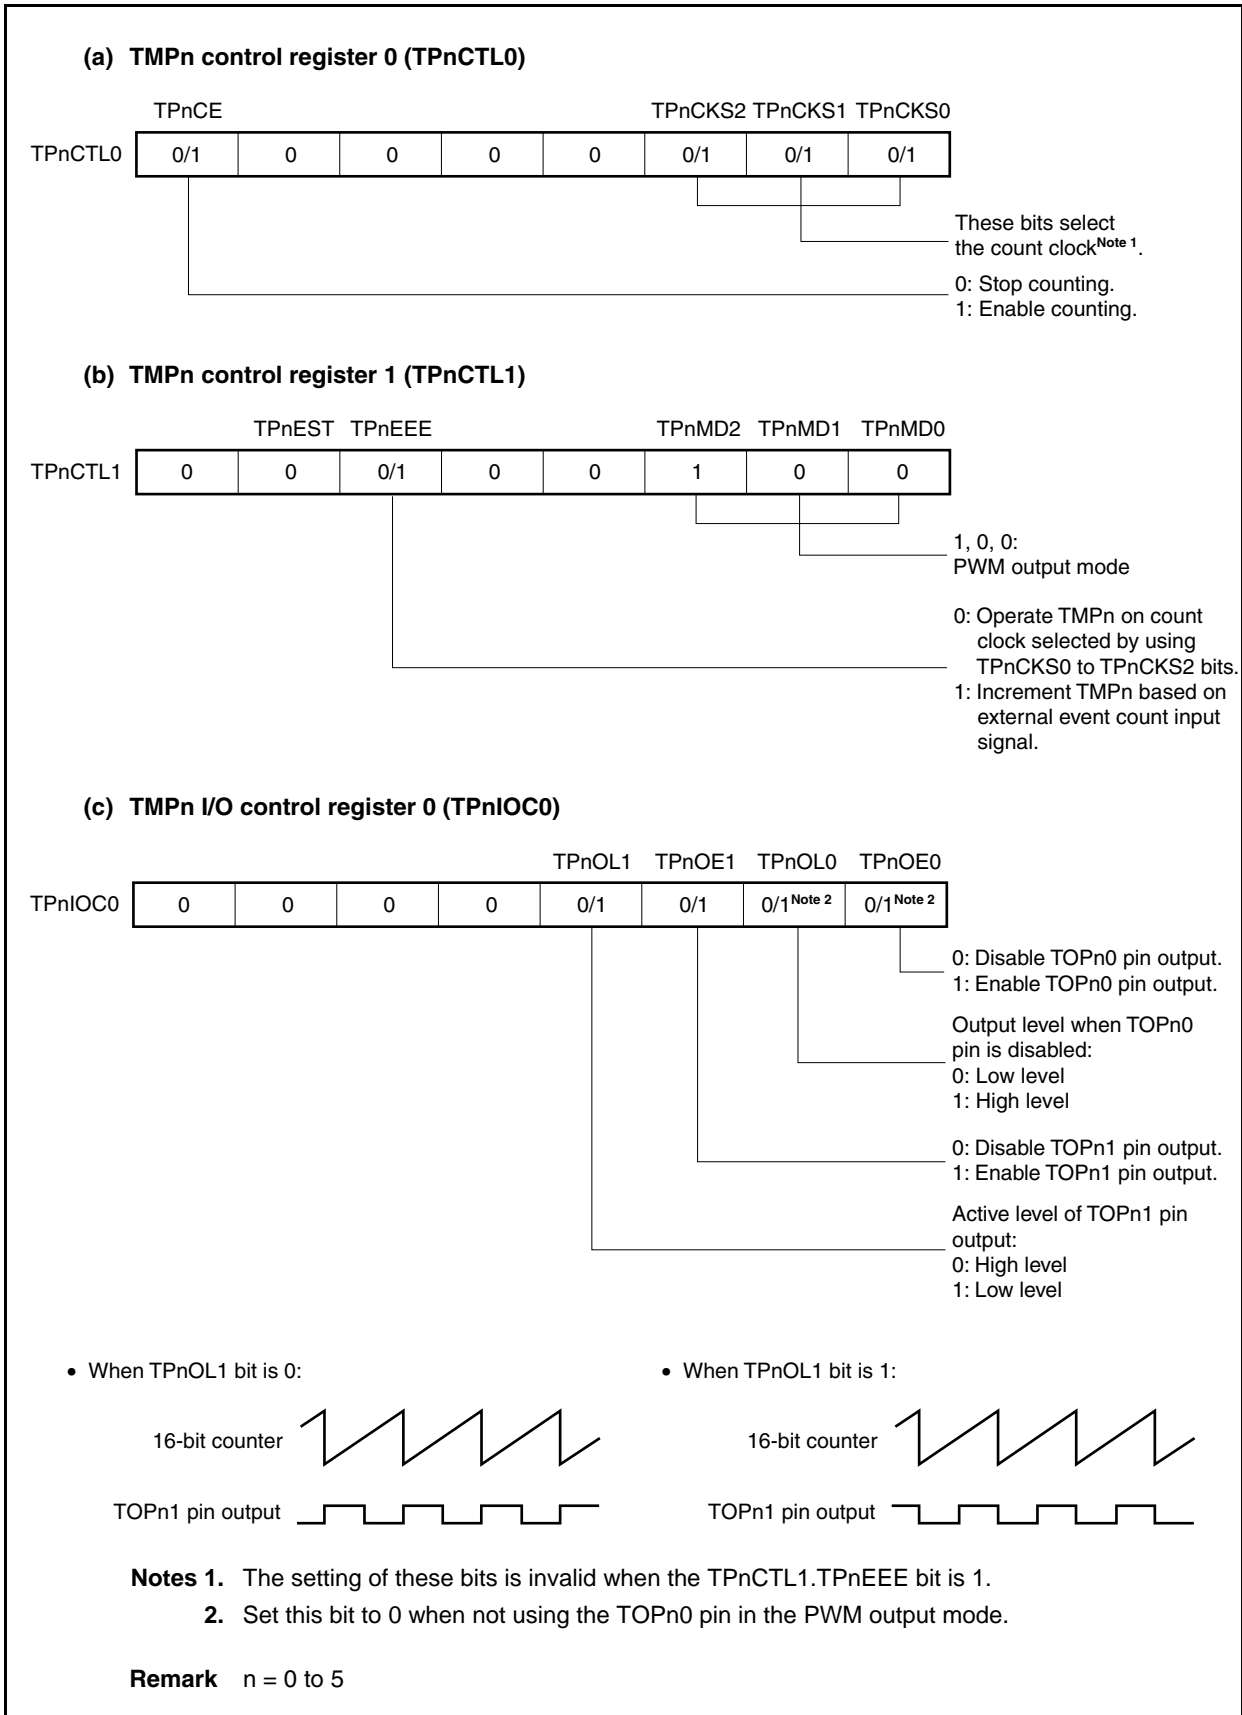 (a) TMPn control register 0 (TPnCTL0)
TPnCE TPnCKS2 TPnCKS1 TPnCKS0
TPnCTL0 0/1 0 0 0 0 0/1 0/1 0/1
These bits select
the count clock Note 1.
0: Stop counting.
1: Enable counting.
(b) TMPn control register 1 (TPnCTL1)
TPnEST TPnEEE TPnMD2 TPnMD1 TPnMD0
TPnCTL1 0 0 0/1 0 0 1 0 0
1, 0, 0:
PWM output mode
0: Operate TMPn on count
clock selected by using
TPnCKS0 to TPnCKS2 bits.
1: Increment TMPn based on
external event count input
signal.
(c) TMPn I/O control register 0 (TPnIOC0)
TPnOL1 TPnOE1 TPnOL0 TPnOE0
TPnIOC0 0 0 0 0 0/1 0/1 0/1 Note 2 0/1 Note 2
0: Disable TOPn0 pin output.
1: Enable TOPn0 pin output.
Output level when TOPn0
pin is disabled:
0: Low level
1: High level
0: Disable TOPn1 pin output.
1: Enable TOPn1 pin output.
Active level of TOPn1 pin
output:
0: High level
1: Low level
• When TPnOL1 bit is 0:
16-bit counter
TOPn1 pin output
• When TPnOL1 bit is 1:
16-bit counter
TOPn1 pin output
Notes 1. The setting of these bits is invalid when the TPnCTL1.TPnEEE bit is 1.
2. Set this bit to 0 when not using the TOPn0 pin in the PWM output mode.
Remark n = 0 to 5